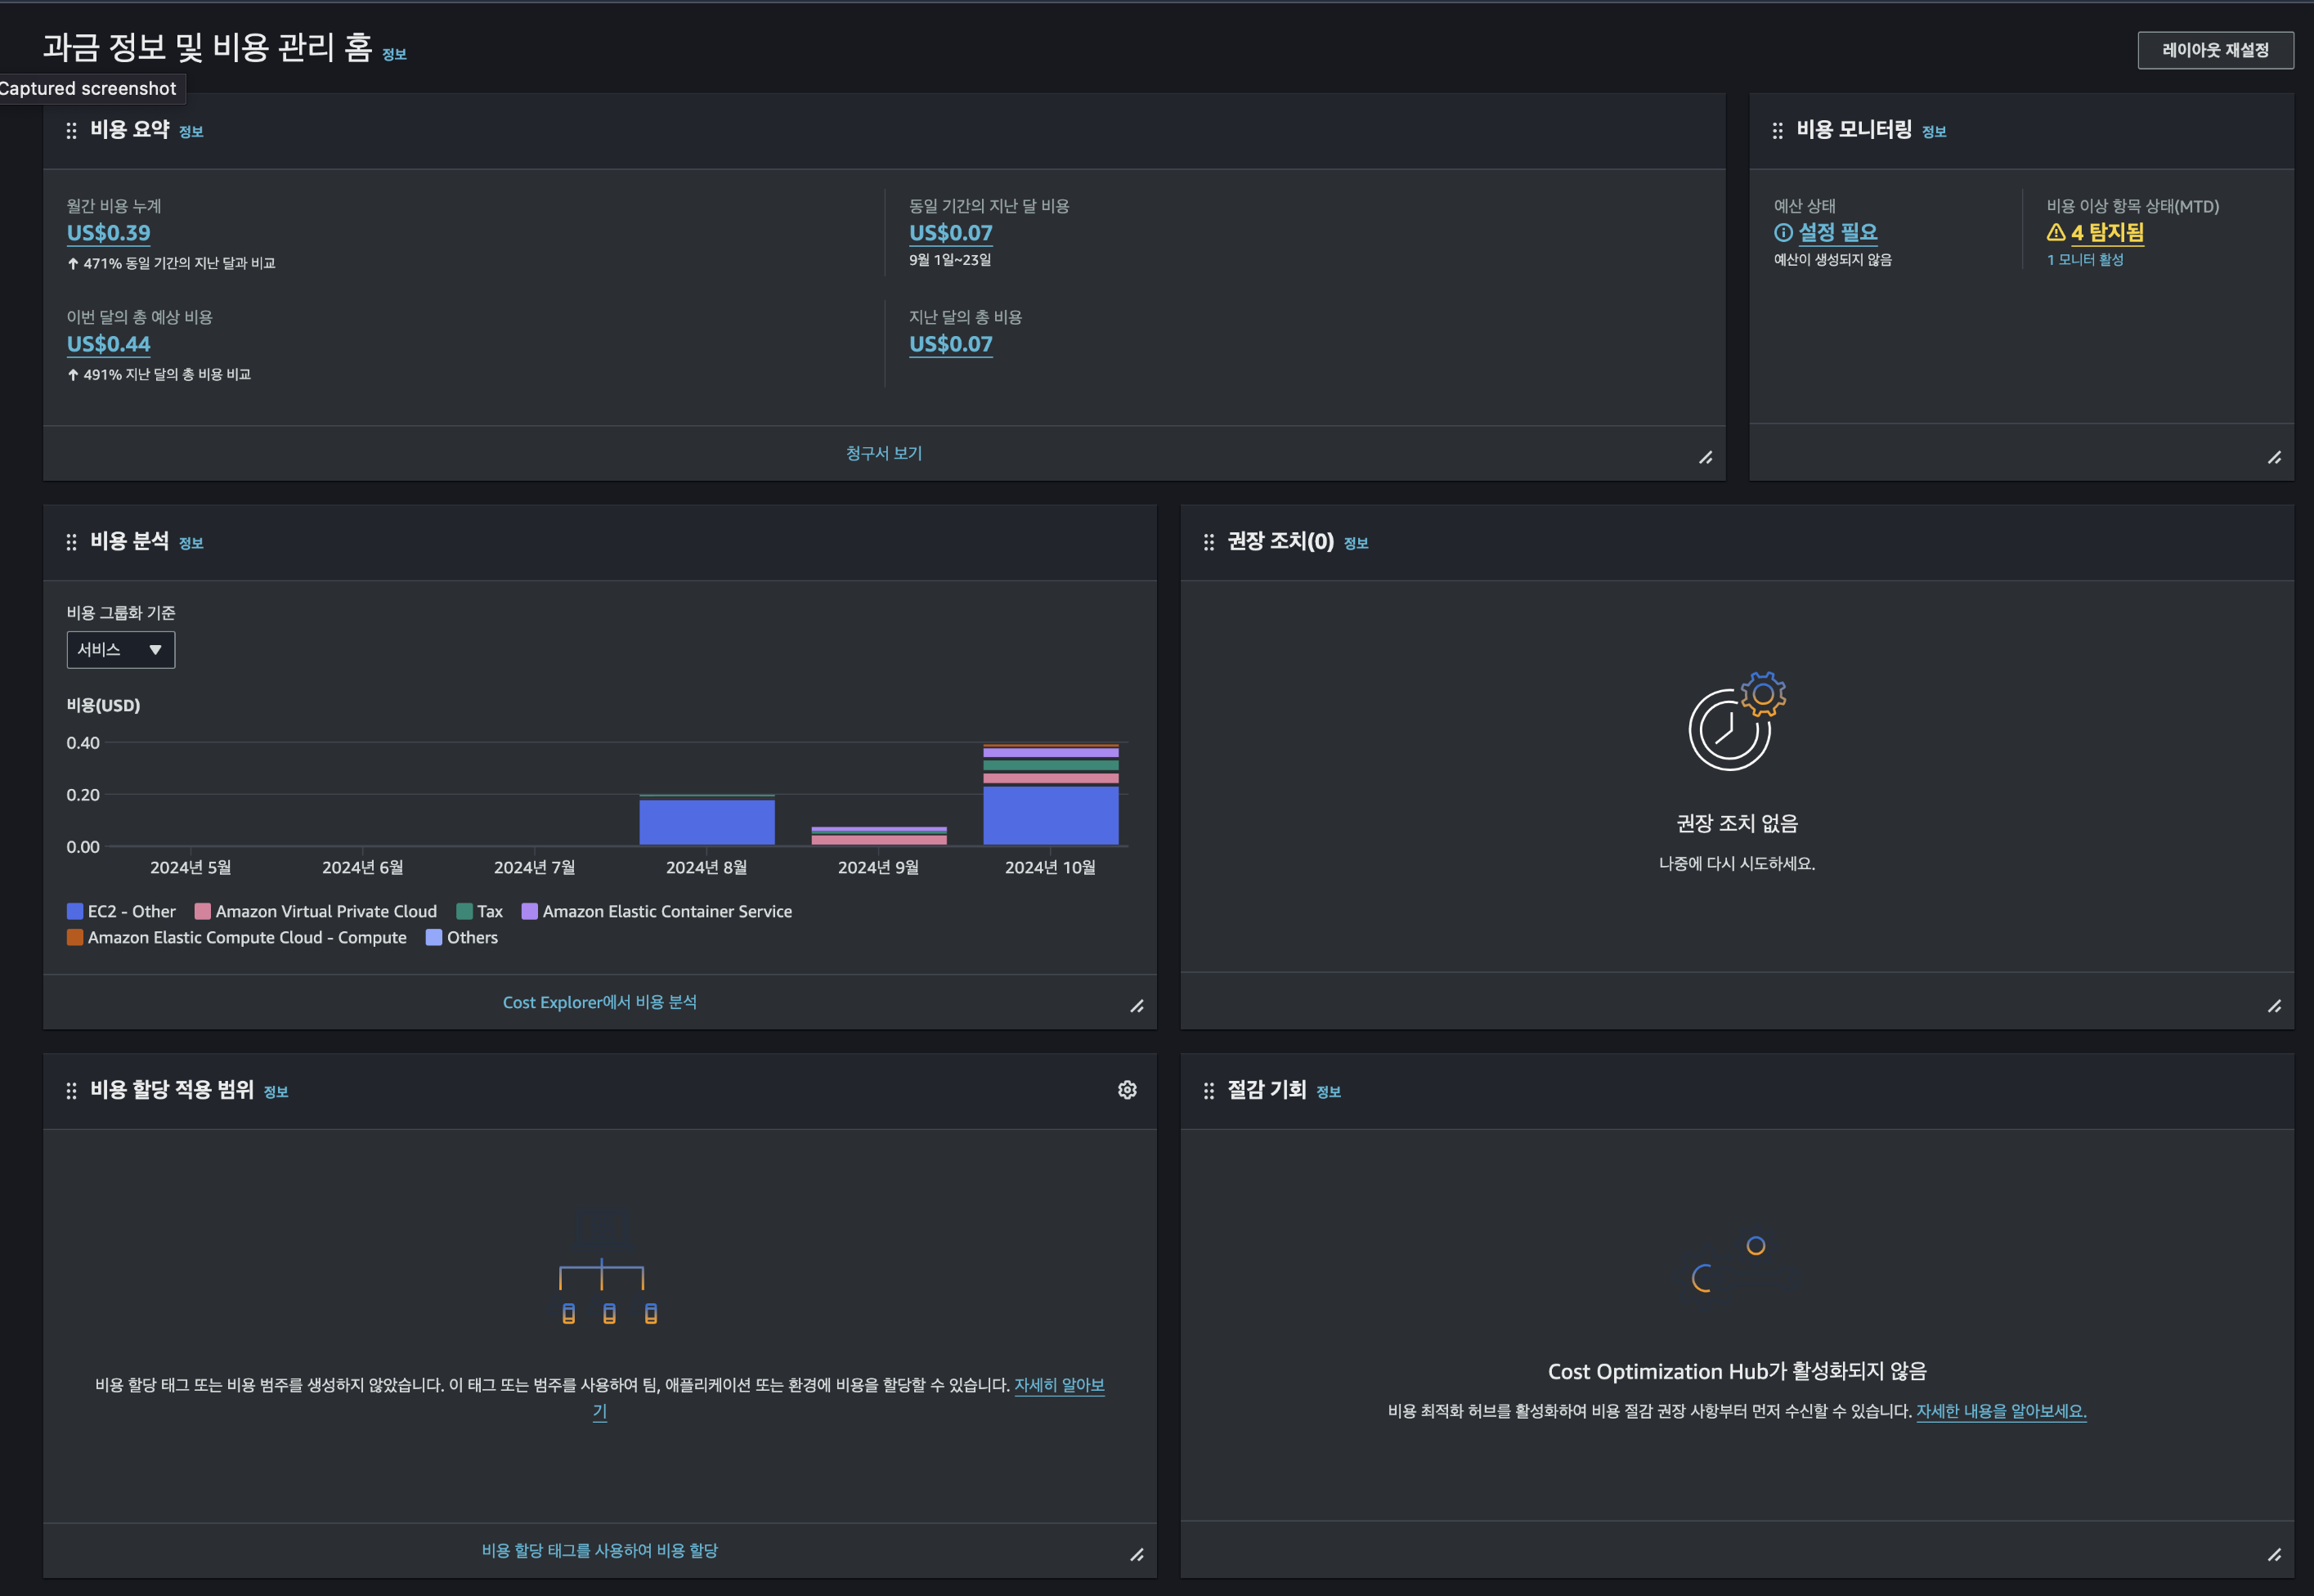 과금 정보 및 비용 관리 홈 정보
레이아웃 재설정
Captured screenshot
비용 요약 정보
월간 비용 누계
US$0.39
↑ 471% 동일 기간의 지난 달과 비교
동일 기간의 지난 달 비용
US$0.07
9월 1일~23일
이번 달의 총 예상 비용
US$0.44
↑ 491% 지난 달의 총 비용 비교
지난 달의 총 비용
US$0.07
청구서 보기
비용 모니터링 정보
예산 상태
설정 필요
예산이 생성되지 않음
비용 이상 항목 상태(MTD)
4 탐지됨
1 모니터 활성
비용 분석 정보
비용 그룹화 기준
서비스
비용(USD)
0.40
0.20
0.00
2024년 5월 2024년 6월 2024년 7월 2024년 8월 2024년 9월 2024년 10월
EC2 - Other Amazon Virtual Private Cloud Tax Amazon Elastic Container Service
Amazon Elastic Compute Cloud - Compute Others
Cost Explorer에서 비용 분석
권장 조치(0) 정보
권장 조치 없음
나중에 다시 시도하세요.
비용 할당 적용 범위 정보
비용 할당 태그 또는 비용 범주를 생성하지 않았습니다. 이 태그 또는 범주를 사용하여 팀, 애플리케이션 또는 환경에 비용을 할당할 수 있습니다. 자세히 알아보
기
비용 할당 태그를 사용하여 비용 할당
절감 기회 정보
Cost Optimization Hub가 활성화되지 않음
비용 최적화 허브를 활성화하여 비용 절감 권장 사항부터 먼저 수신할 수 있습니다. 자세한 내용을 알아보세요.